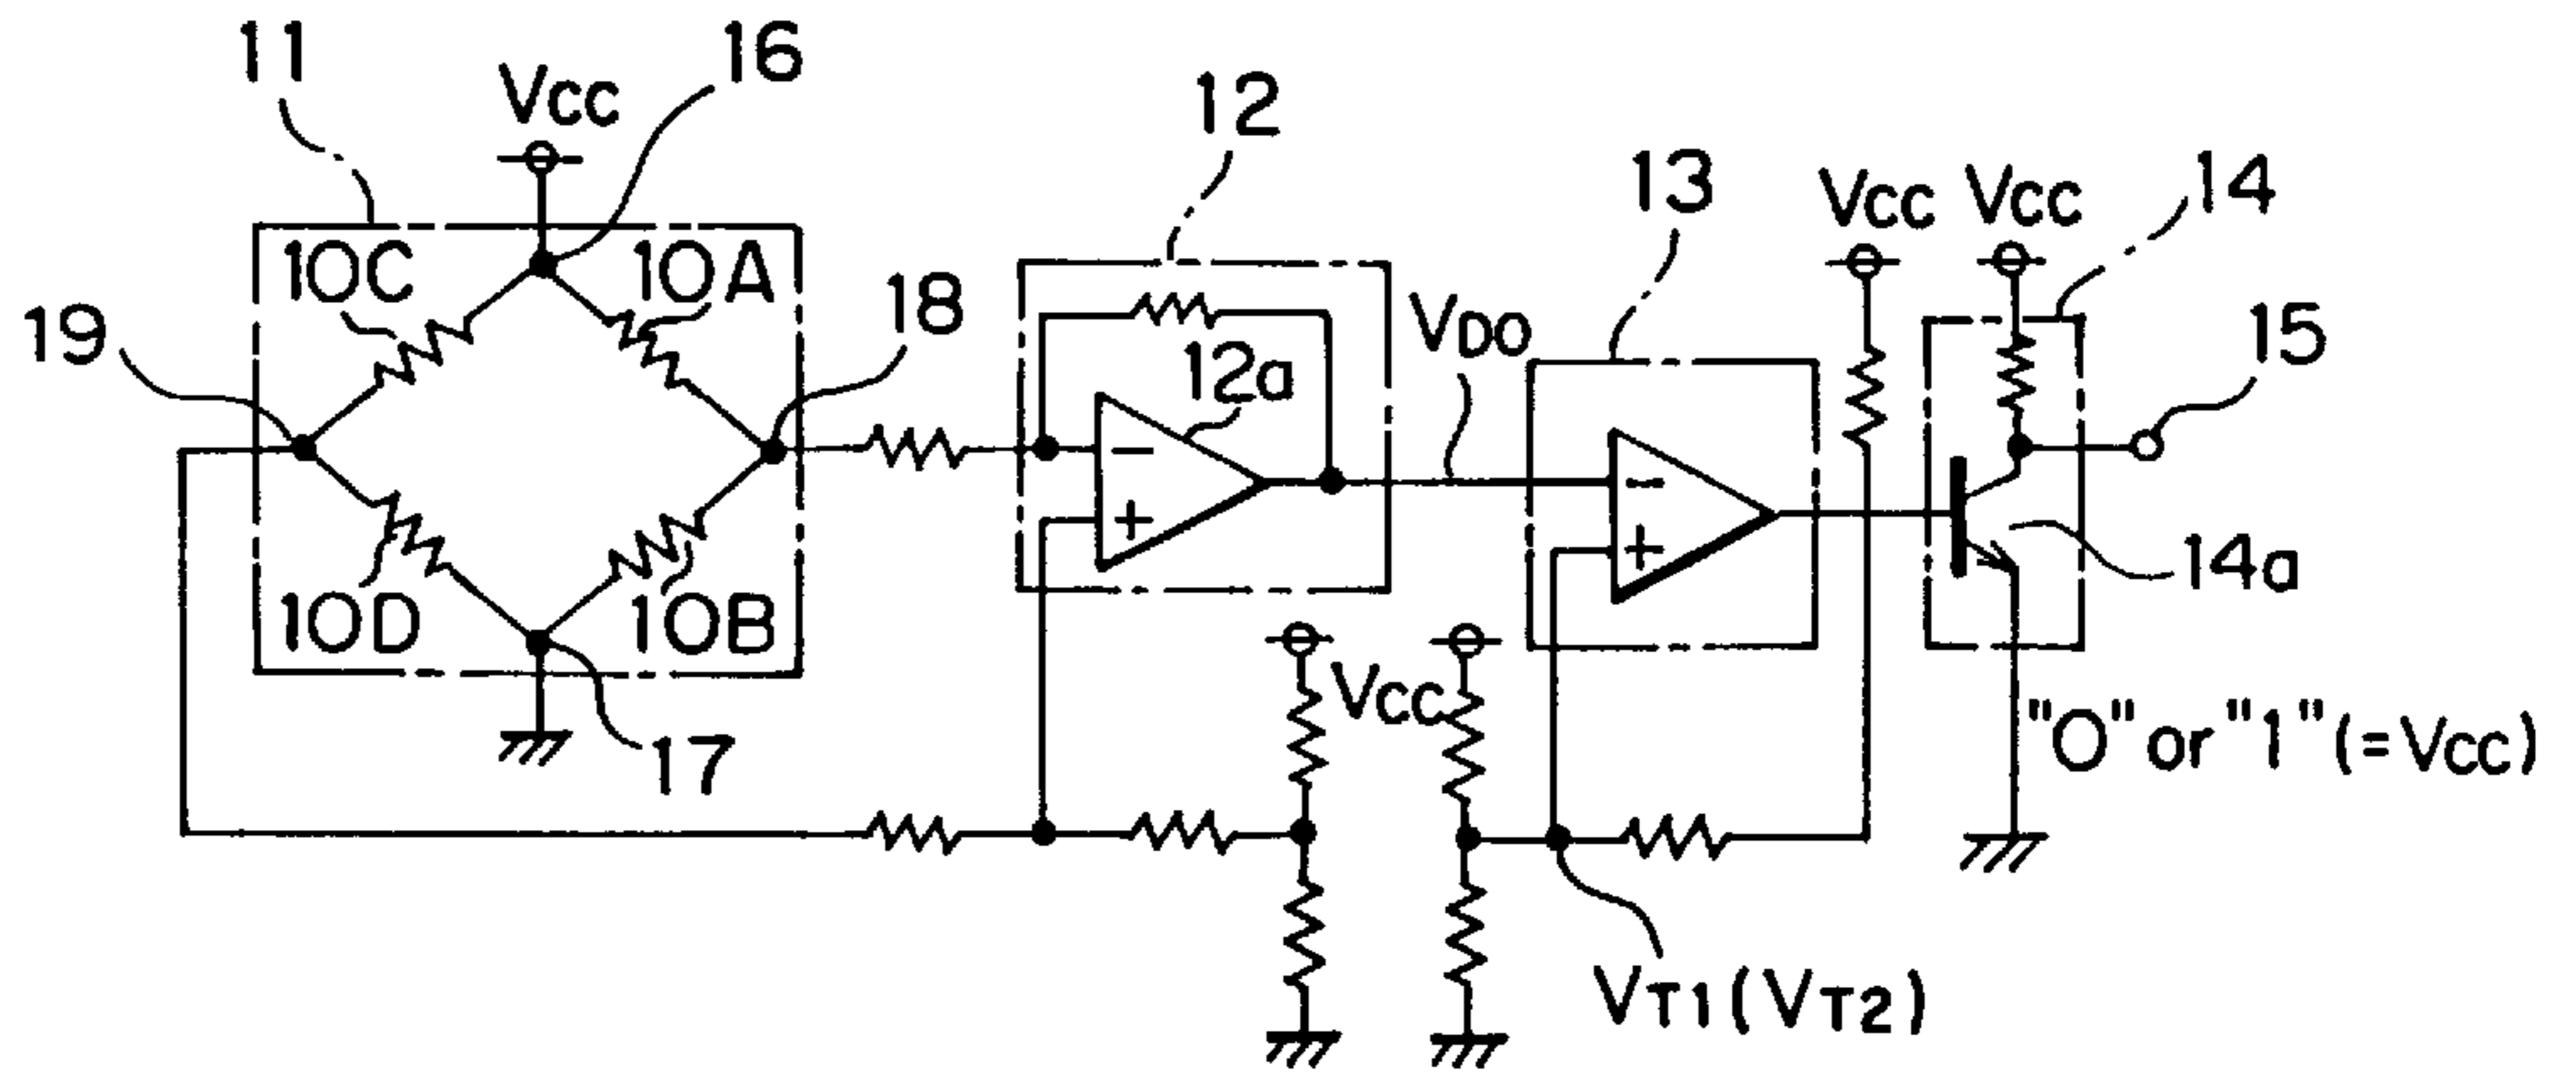 11
VCC
16
12
13
VCC
VCC
14
10C
10A
18
VDO
15
19
12a
−
+
−
+
14a
10D
10B
17
VCC
"0" or "1" (=VCC)
VT1 (VT2)